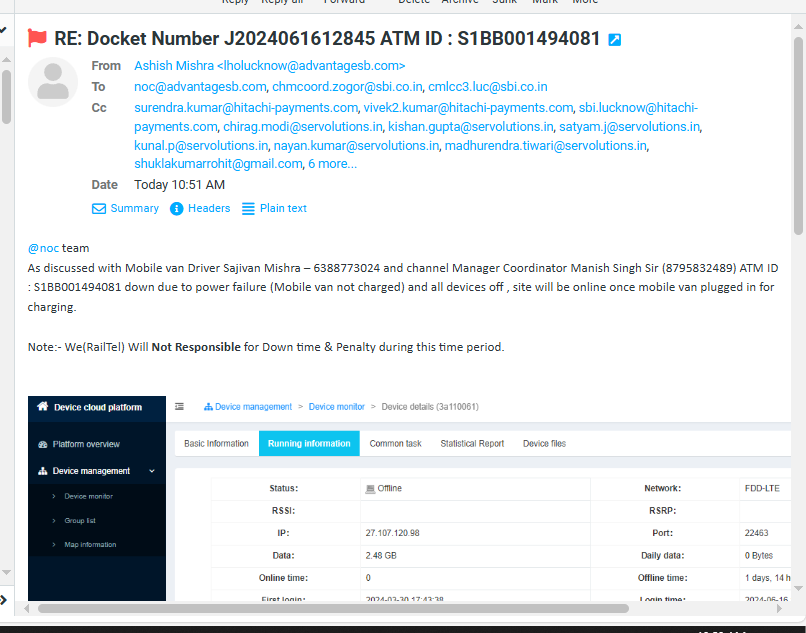 Reply Reply all Forward Delete Archive Junk Mark More
RE: Docket Number J2024061612845 ATM ID : S1BB001494081
From Ashish Mishra <lholucknow@advantagesb.com>
To noc@advantagesb.com, chmcoord.zogor@sbi.co.in, cmlcc3.luc@sbi.co.in
Cc surendra.kumar@hitachi-payments.com, vivek2.kumar@hitachi-payments.com, sbi.lucknow@hitachi-
payments.com, chirag.modi@servolutions.in, kishan.gupta@servolutions.in, satyam.j@servolutions.in,
kunal.p@servolutions.in, nayan.kumar@servolutions.in, madhurendra.tiwari@servolutions.in,
shuklakumarrohit@gmail.com, 6 more...
Date Today 10:51 AM
Summary Headers Plain text
@noc team
As discussed with Mobile van Driver Sajivan Mishra – 6388773024 and channel Manager Coordinator Manish Singh Sir (8795832489) ATM ID
: S1BB001494081 down due to power failure (Mobile van not charged) and all devices off , site will be online once mobile van plugged in for
charging.
Note:- We(RailTel) Will Not Responsible for Down time & Penalty during this time period.
Device cloud platform
Device management > Device monitor > Device details (3a110061)
Platform overview
Device management
Device monitor
Group list
Map information
Basic Information Running information Common task Statistical Report Device files
Status: Offline Network: FDD-LTE
RSSI: RSRP:
IP: 27.107.120.98 Port: 22463
Data: 2.48 GB Daily data: 0 Bytes
Online time: 0 Offline time: 1 days, 14 h
First login: 2024-03-30 17:43:38 Login time: 2024-06-16